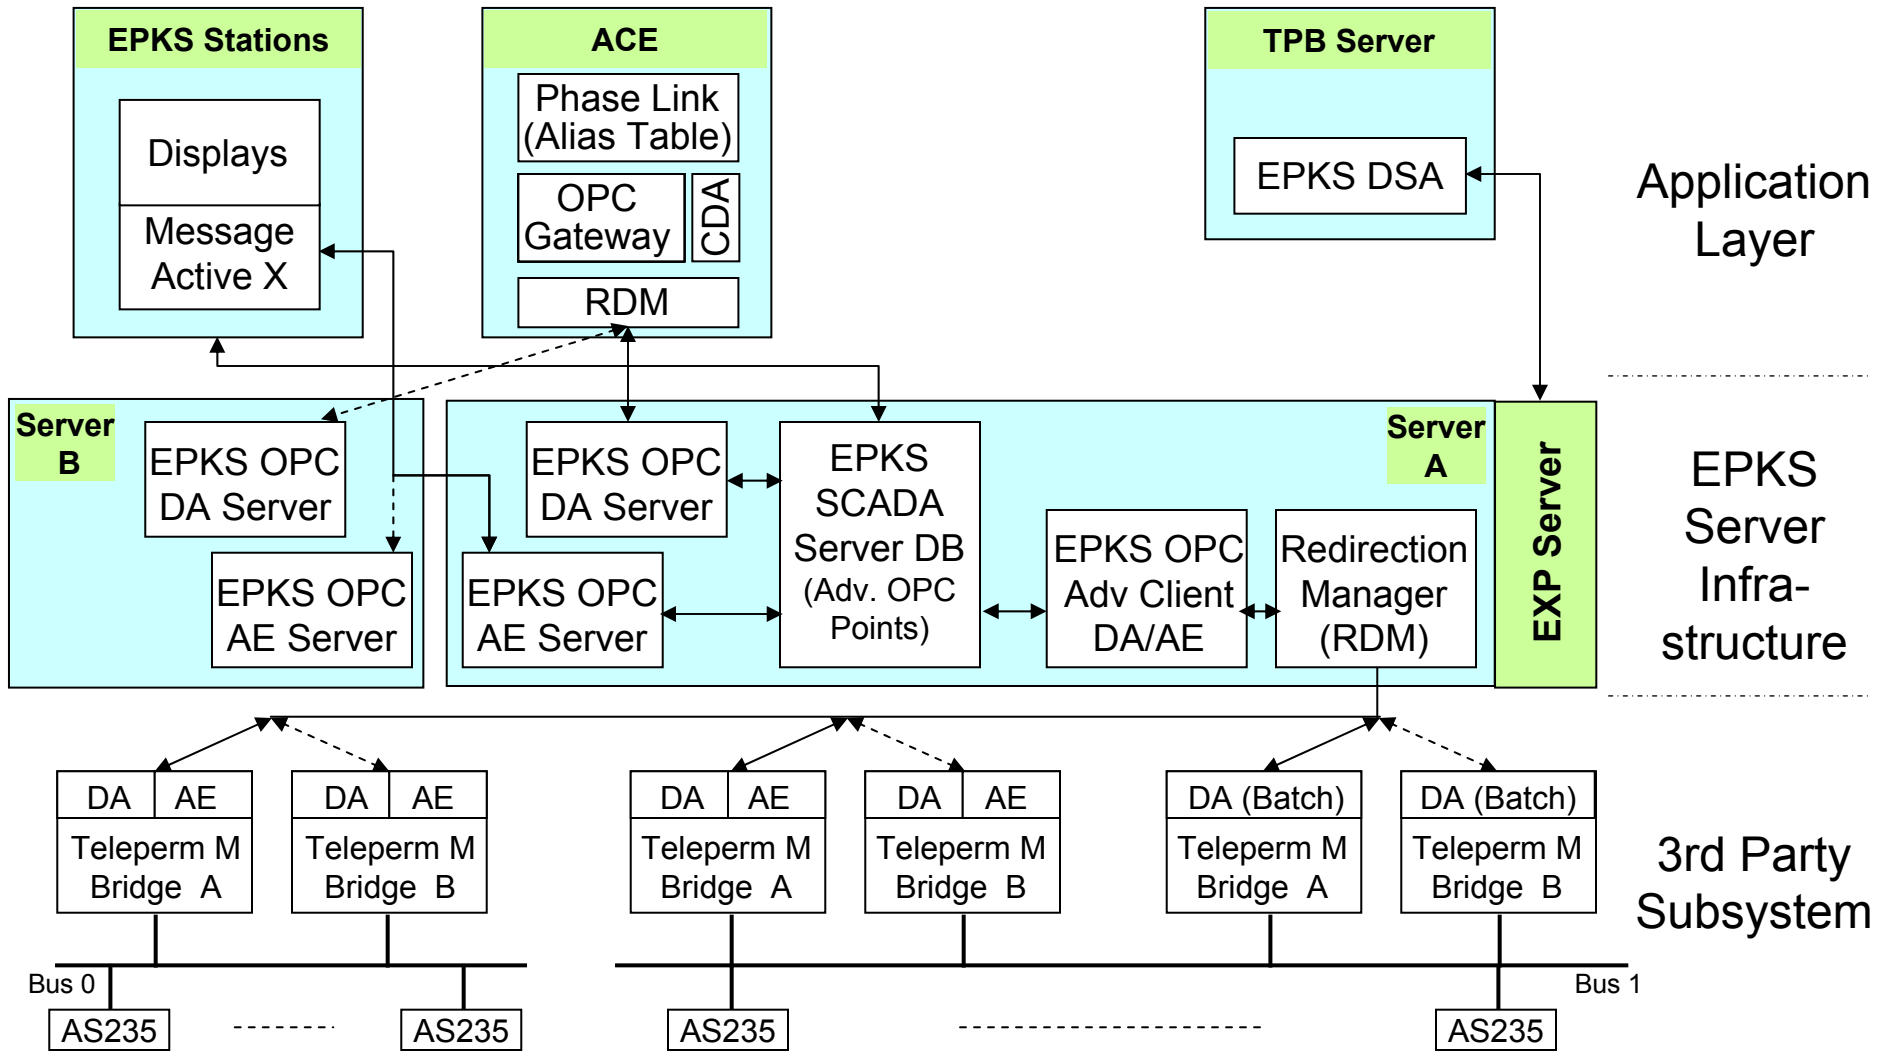 EPKS Stations
Displays
Message
Active X
ACE
Phase Link
(Alias Table)
OPC
Gateway
CDA
RDM
TPB Server
EPKS DSA
Application
Layer
Server
B
EPKS OPC
DA Server
EPKS OPC
AE Server
EPKS OPC
DA Server
EPKS OPC
AE Server
EPKS
SCADA
Server DB
(Adv. OPC
Points)
EPKS OPC
Adv Client
DA/AE
Redirection
Manager
(RDM)
Server
A
EXP Server
EPKS
Server
Infra-
structure
DA AE
Teleperm M
Bridge A
DA AE
Teleperm M
Bridge B
DA AE
Teleperm M
Bridge A
DA AE
Teleperm M
Bridge B
DA (Batch)
Teleperm M
Bridge A
DA (Batch)
Teleperm M
Bridge B
3rd Party
Subsystem
Bus 0
Bus 1
AS235
AS235
AS235
AS235